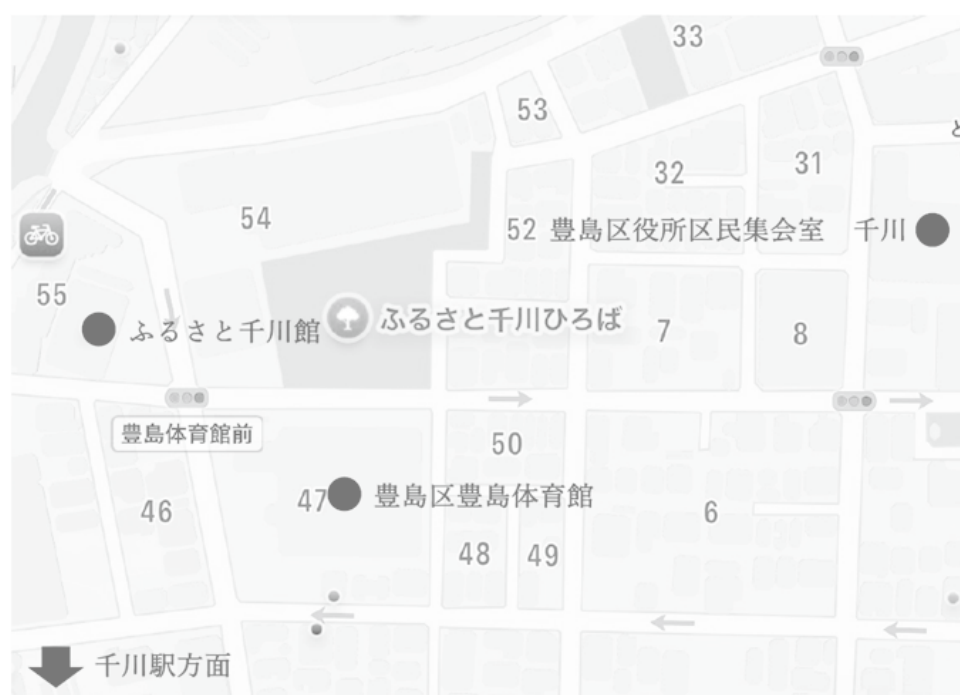 33
53
32
31
と
54
52
豊島区役所区民集会室 千川
55
ふるさと千川館
ふるさと千川ひろば
7
8
豊島体育館前
50
46
47
豊島区豊島体育館
6
48
49
千川駅方面